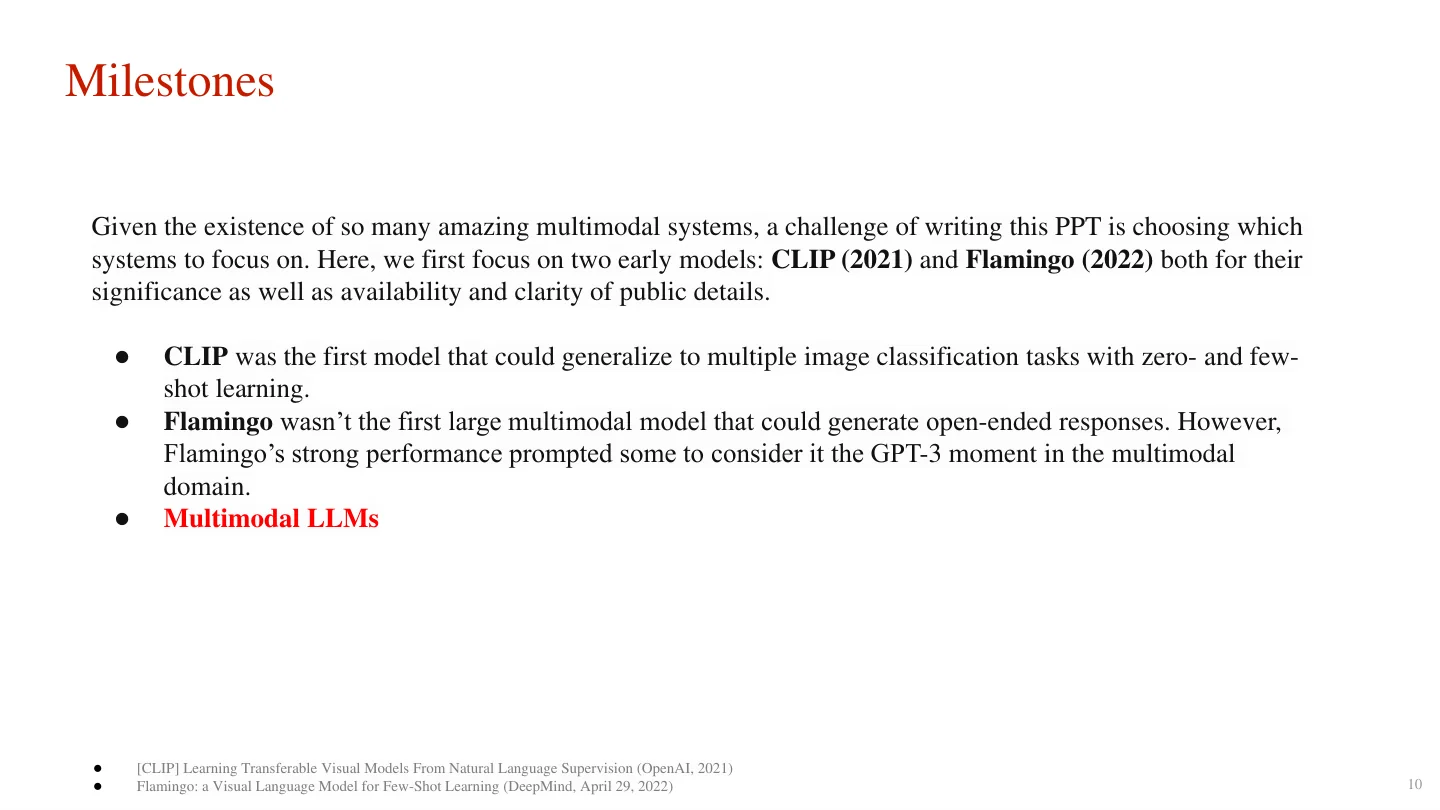 Milestones
Given the existence of so many amazing multimodal systems, a challenge of writing this PPT is choosing which
systems to focus on. Here, we first focus on two early models: CLIP (2021) and Flamingo (2022) both for their
significance as well as availability and clarity of public details.
● CLIP was the first model that could generalize to multiple image classification tasks with zero- and few-
shot learning.
● Flamingo wasn’t the first large multimodal model that could generate open-ended responses. However,
Flamingo’s strong performance prompted some to consider it the GPT-3 moment in the multimodal
domain.
● Multimodal LLMs
● [CLIP] Learning Transferable Visual Models From Natural Language Supervision (OpenAI, 2021)
● Flamingo: a Visual Language Model for Few-Shot Learning (DeepMind, April 29, 2022)
10